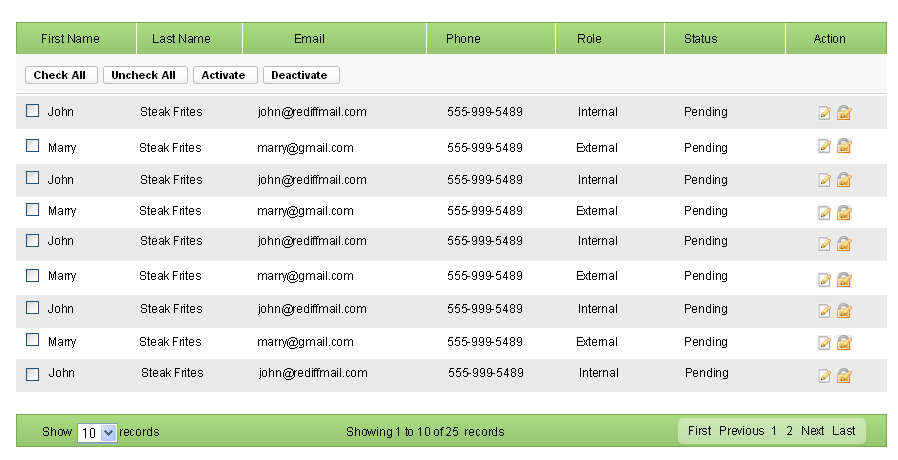 First Name Last Name Email Phone Role Status Action
Check All Uncheck All Activate Deactivate
John Steak Frites john@rediffmail.com 555-999-5489 Internal Pending
Marry Steak Frites marry@gmail.com 555-999-5489 External Pending
John Steak Frites john@rediffmail.com 555-999-5489 Internal Pending
Marry Steak Frites marry@gmail.com 555-999-5489 External Pending
John Steak Frites john@rediffmail.com 555-999-5489 Internal Pending
Marry Steak Frites marry@gmail.com 555-999-5489 External Pending
John Steak Frites john@rediffmail.com 555-999-5489 Internal Pending
Marry Steak Frites marry@gmail.com 555-999-5489 External Pending
John Steak Frites john@rediffmail.com 555-999-5489 Internal Pending
Show 10 records Showing 1 to 10 of 25 records First Previous 1 2 Next Last